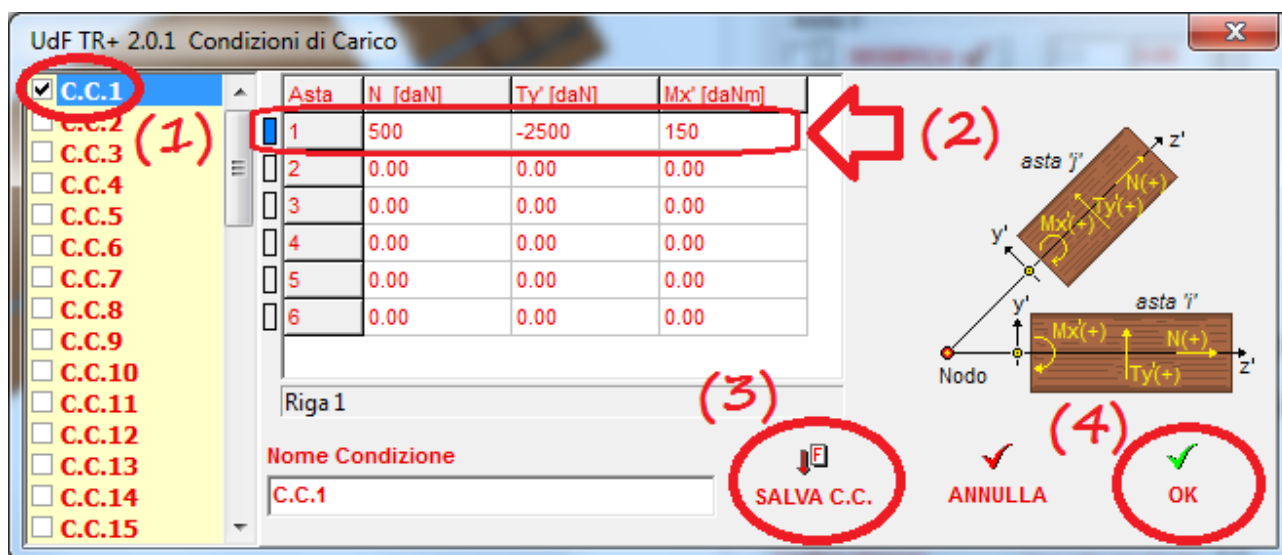 UdF TR+ 2.0.1 Condizioni di Carico
x
C.C.1
C.C.2
C.C.3
C.C.4
C.C.5
C.C.6
C.C.7
C.C.8
C.C.9
C.C.10
C.C.11
C.C.12
C.C.13
C.C.14
C.C.15
(1)
Asta N [daN] Ty' [daN] Mx' [daNm]
1 500 -2500 150
2 0.00 0.00 0.00
3 0.00 0.00 0.00
4 0.00 0.00 0.00
5 0.00 0.00 0.00
6 0.00 0.00 0.00
(2)
Riga 1
Nome Condizione
C.C.1
(3)
F
SALVA C.C.
ANNULLA
(4)
OK
asta 'j'
z'
N(+)
Ty'(+)
Mx'(+)
y'
asta 'i'
y'
Mx'(+)
N(+)
z'
Ty'(+)
Nodo